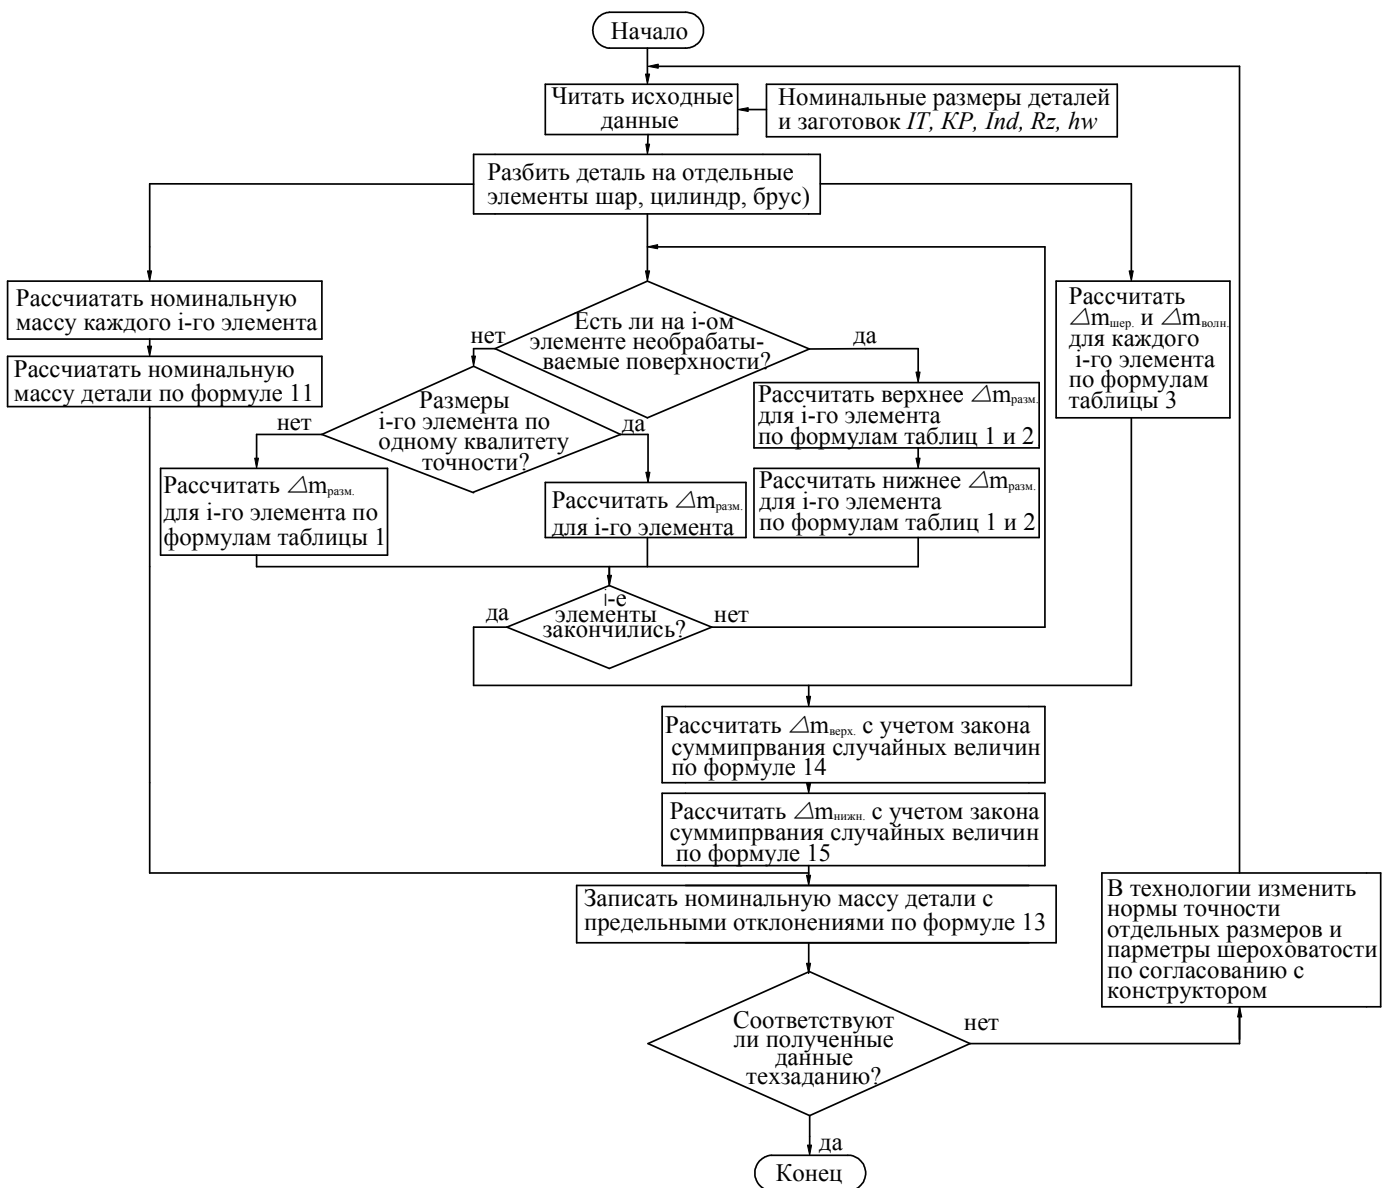 Начало
Читать исходные
данные
Номинальные размеры деталей
и заготовок IT, KP, Ind, Rz, hw
Разбить деталь на отдельные
элементы шар, цилиндр, брус)
Рассчиатать номинальную
массу каждого i-го элемента
Рассчиатать номинальную
массу детали по формуле 11
нет
Есть ли на i-ом
элементе необрабаты-
ваемые поверхности?
да
Рассчитать
△mшер. и △mволн.
для каждого
i-го элемента
по формулам
таблицы 3
нет
Размеры
i-го элемента по
одному квалитету
точности?
да
Рассчитать верхнее △mразм.
для i-го элемента
по формулам таблиц 1 и 2
Рассчитать △mразм.
для i-го элемента по
формулам таблицы 1
Рассчитать △mразм.
для i-го элемента
Рассчитать нижнее △mразм.
для i-го элемента
по формулам таблиц 1 и 2
да
i-е
элементы
закончились?
нет
Рассчитать △mверх. с учетом закона
суммипрвания случайных величин
по формуле 14
Рассчитать △mнижн. с учетом закона
суммипрвания случайных величин
по формуле 15
Записать номинальную массу детали с
предельными отклонениями по формуле 13
В технологии изменить
нормы точности
отдельных размеров и
парметры шероховатости
по согласованию с
конструктором
Соответствуют
ли полученные
данные
техзаданию?
нет
да
Конец